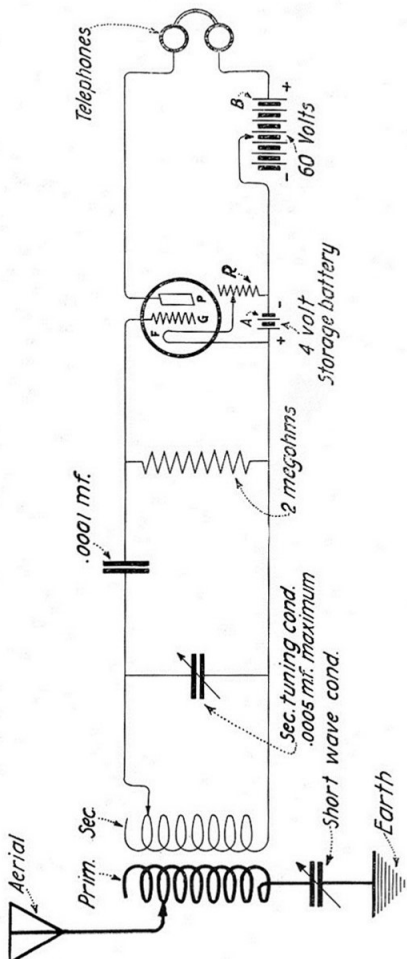 Aerial
Prim.
Sec.
Short wave cond.
Earth
Sec. tuning cond.
.0005 mf. maximum
.0001 mf.
2 megohms
F
G
P
R
A
+
-
4 volt
Storage battery
B
-
+
60 Volts
Telephones